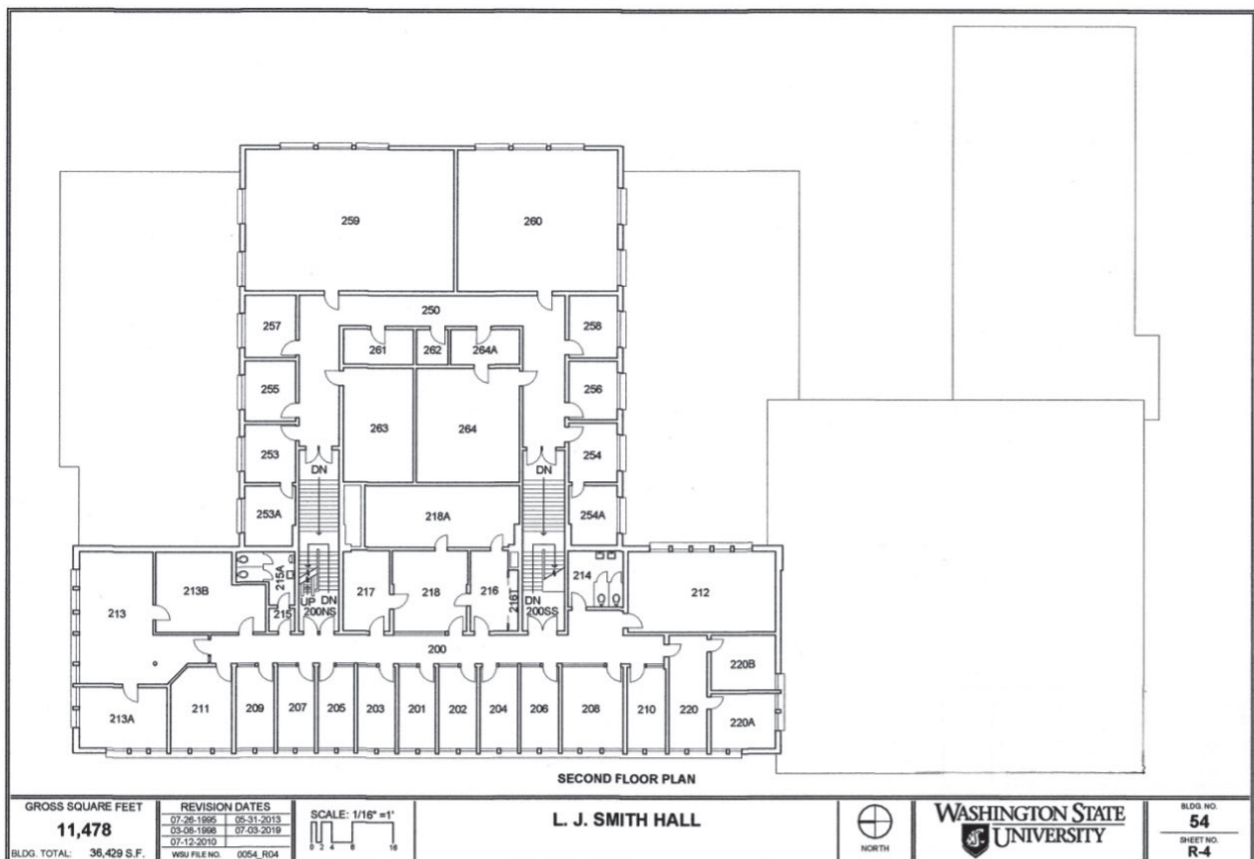 259
260
250
257
258
261
262
264A
255
256
263
264
253
254
DN
DN
253A
218A
254A
213
213B
215A
215
UP
DN
200NS
217
218
216
216T
DN
200SS
214
212
200
220B
213A
211
209
207
205
203
201
202
204
206
208
210
220
220A
SECOND FLOOR PLAN
GROSS SQUARE FEET
11,478
BLDG. TOTAL: 36,429 S.F.
REVISION DATES
07-26-1995 05-31-2013
03-08-1998 07-03-2019
07-12-2010
WSU FILE NO. 0054_R04
SCALE: 1/16" =1'
0 2 4 8 16
L. J. SMITH HALL
NORTH
WASHINGTON STATE
UNIVERSITY
BLDG. NO.
54
SHEET NO.
R-4